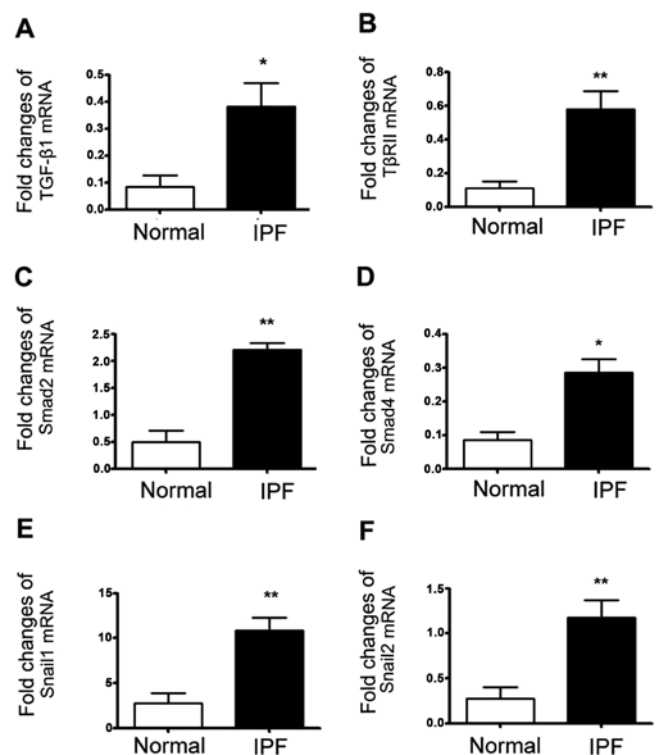 A
Fold changes of
TGF-β1 mRNA
0.5
0.4
0.3
0.2
0.1
0.0
*
Normal IPF
B
Fold changes of
TβRII mRNA
0.8
0.6
0.4
0.2
0.0
**
Normal IPF
C
Fold changes of
Smad2 mRNA
2.5
2.0
1.5
1.0
0.5
0.0
**
Normal IPF
D
Fold changes of
Smad4 mRNA
0.4
0.3
0.2
0.1
0.0
*
Normal IPF
E
Fold changes of
Snail1 mRNA
15
10
5
0
**
Normal IPF
F
Fold changes of
Snail2 mRNA
1.5
1.0
0.5
0.0
**
Normal IPF